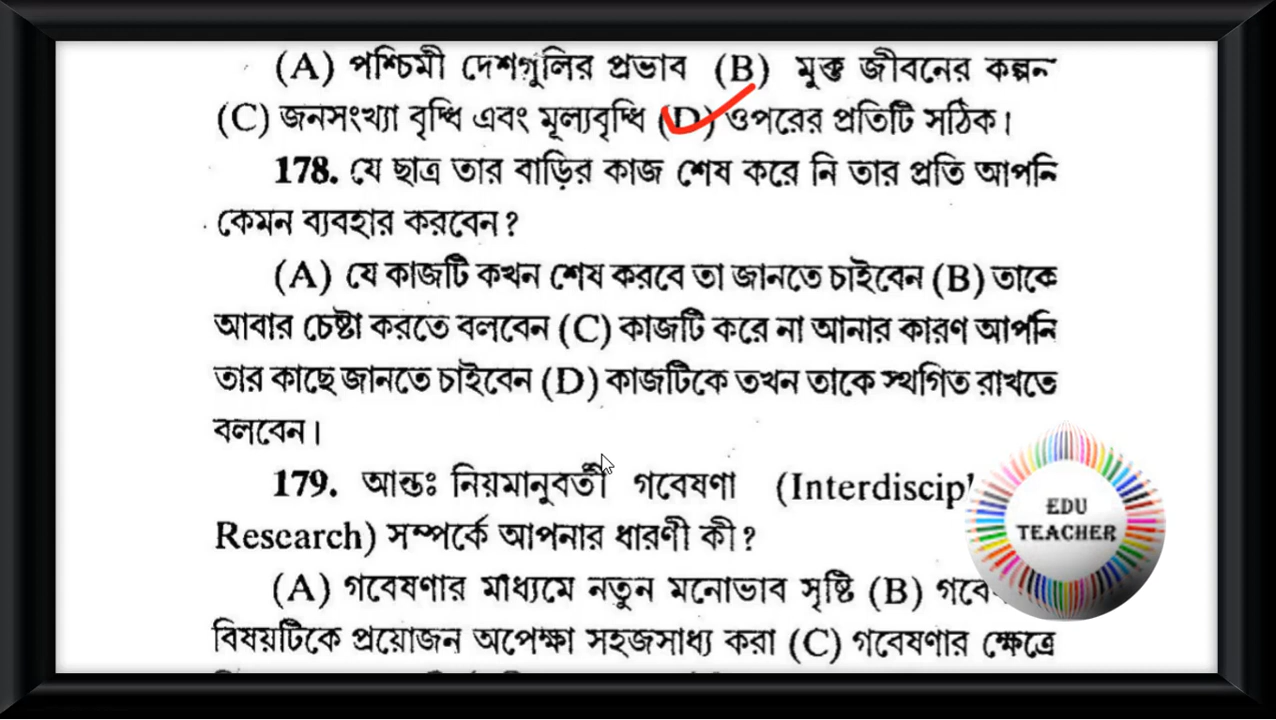 (A) পশ্চিমী দেশগুলির প্রভাব (B) মুক্ত জীবনের কল্পন
(C) জনসংখ্যা বৃদ্ধি এবং মূল্যবৃদ্ধি (D) ওপরের প্রতিটি সঠিক।
178. যে ছাত্র তার বাড়ির কাজ শেষ করে নি তার প্রতি আপনি
কেমন ব্যবহার করবেন?
(A) যে কাজটি কখন শেষ করবে তা জানতে চাইবেন (B) তাকে
আবার চেষ্টা করতে বলবেন (C) কাজটি করে না আনার কারণ আপনি
তার কাছে জানতে চাইবেন (D) কাজটিকে তখন তাকে স্থগিত রাখতে
বলবেন।
179. আন্তঃ নিয়মানুবর্তী গবেষণা (Interdiscipl
Research) সম্পর্কে আপনার ধারণী কী?
EDU
TEACHER
(A) গবেষণার মাধ্যমে নতুন মনোভাব সৃষ্টি (B) গবে
বিষয়টিকে প্রয়োজন অপেক্ষা সহজসাধ্য করা (C) গবেষণার ক্ষেত্রে